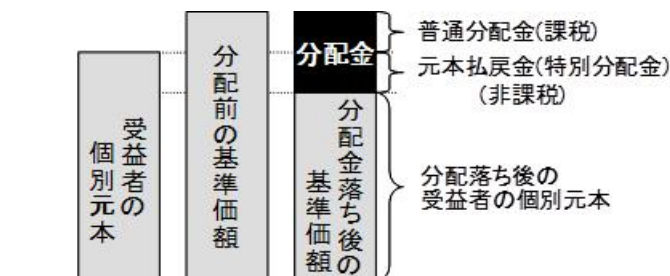 受益者の
個別元本
分配前の基準価額
分配金
分配金落ち後の
基準価額
普通分配金(課税)
元本払戻金(特別分配金)
(非課税)
分配落ち後の
受益者の個別元本